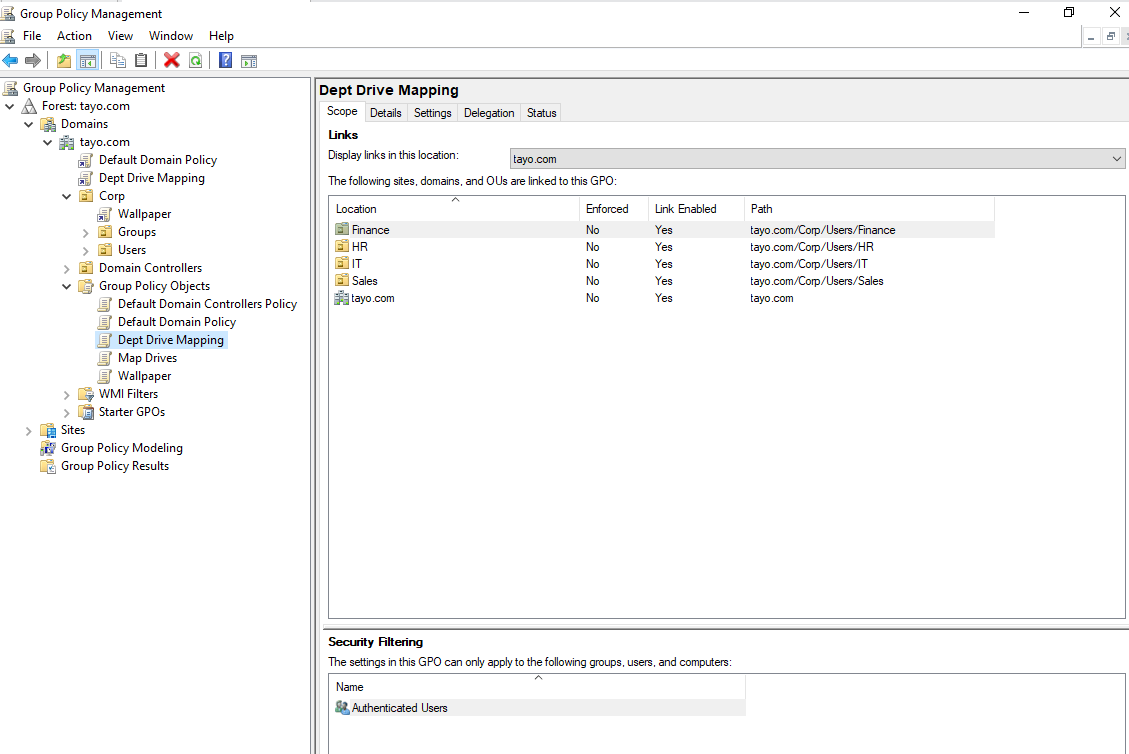 Group Policy Management
File Action View Window Help
Group Policy Management
Forest: tayo.com
Domains
tayo.com
Default Domain Policy
Dept Drive Mapping
Corp
Wallpaper
Groups
Users
Domain Controllers
Group Policy Objects
Default Domain Controllers Policy
Default Domain Policy
Dept Drive Mapping
Map Drives
Wallpaper
WMI Filters
Starter GPOs
Sites
Group Policy Modeling
Group Policy Results
Dept Drive Mapping
Scope Details Settings Delegation Status
Links
Display links in this location: tayo.com
The following sites, domains, and OUs are linked to this GPO:
Location Enforced Link Enabled Path
Finance No Yes tayo.com/Corp/Users/Finance
HR No Yes tayo.com/Corp/Users/HR
IT No Yes tayo.com/Corp/Users/IT
Sales No Yes tayo.com/Corp/Users/Sales
tayo.com No Yes tayo.com
Security Filtering
The settings in this GPO can only apply to the following groups, users, and computers:
Name
Authenticated Users